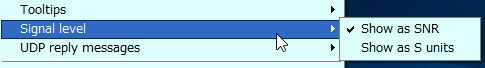 Tooltips
Signal level
UDP reply messages
Show as SNR
Show as S units